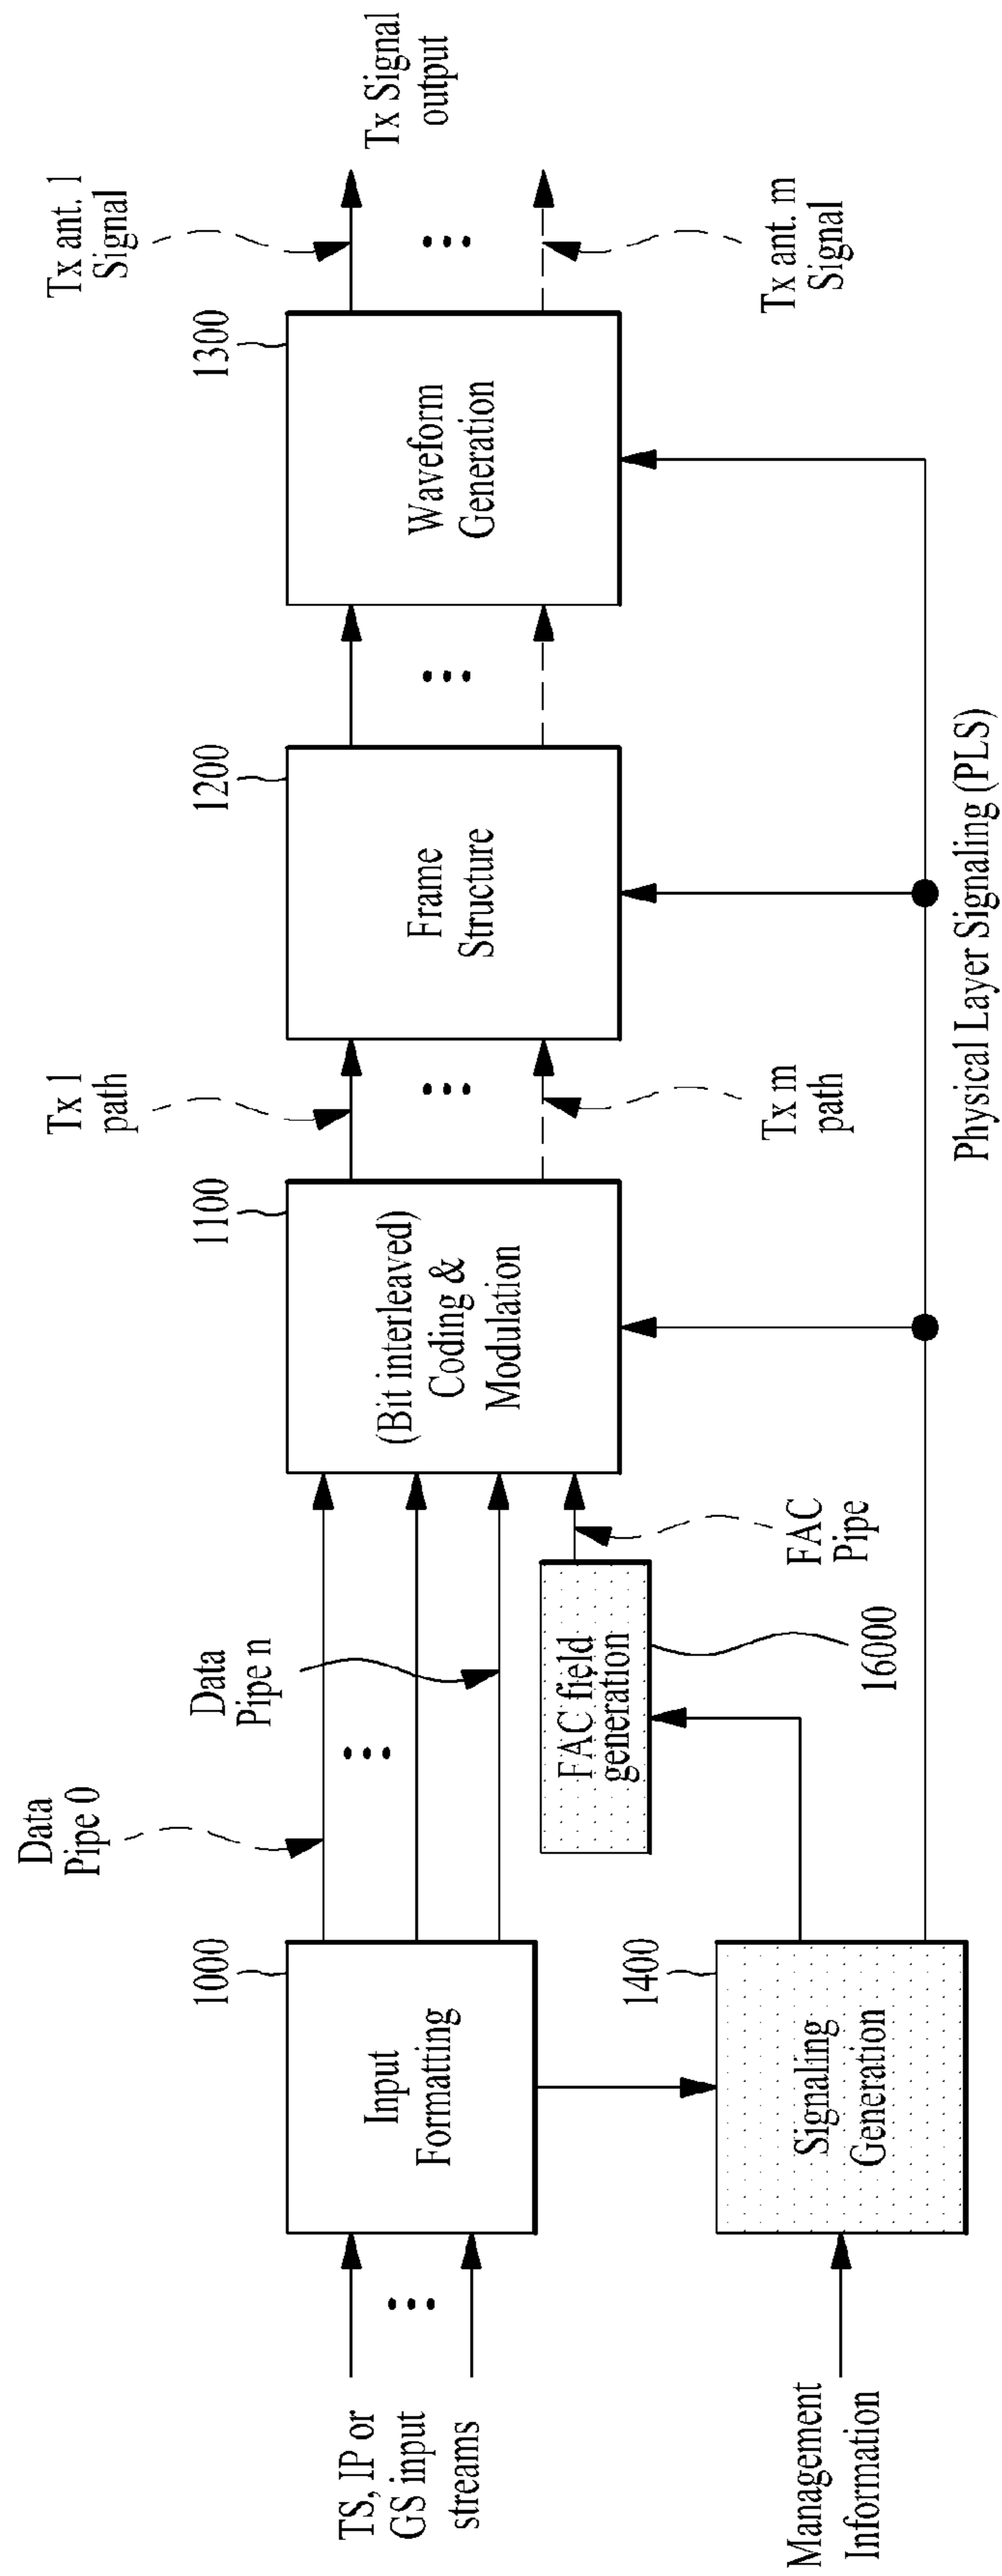 TS, IP or
GS input
streams
Management
Information
1000
Input
Formatting
1400
Signaling
Generation
Data
Pipe 0
Data
Pipe n
FAC field
generation
16000
FAC
Pipe
1100
(Bit interleaved)
Coding &
Modulation
Tx 1
path
Tx m
path
1200
Frame
Structure
Physical Layer Signaling (PLS)
1300
Waveform
Generation
Tx ant. 1
Signal
Tx ant. m
Signal
Tx Signal
output